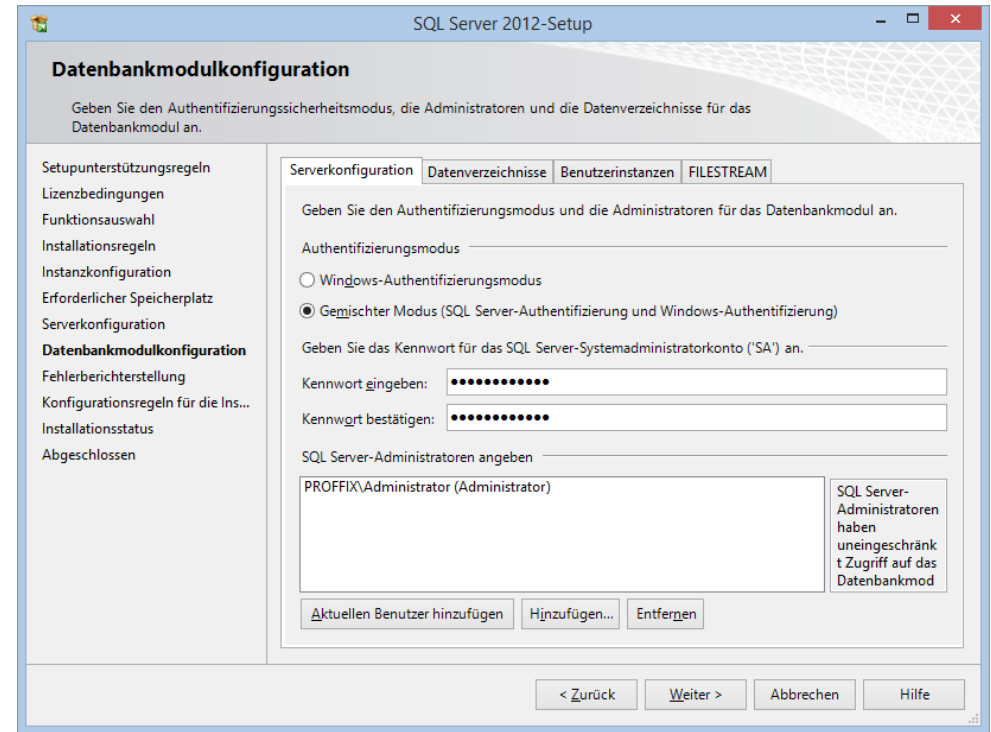 SQL Server 2012-Setup
Datenbankmodulkonfiguration
Geben Sie den Authentifizierungssicherheitsmodus, die Administratoren und die Datenverzeichnisse für das
Datenbankmodul an.
Setupunterstützungsregeln
Lizenzbedingungen
Funktionsauswahl
Installationsregeln
Instanzkonfiguration
Erforderlicher Speicherplatz
Serverkonfiguration
Datenbankmodulkonfiguration
Fehlerberichterstellung
Konfigurationsregeln für die Ins...
Installationsstatus
Abgeschlossen
Serverkonfiguration Datenverzeichnisse Benutzerinstanzen FILESTREAM
Geben Sie den Authentifizierungsmodus und die Administratoren für das Datenbankmodul an.
Authentifizierungsmodus
Windows-Authentifizierungsmodus
Gemischter Modus (SQL Server-Authentifizierung und Windows-Authentifizierung)
Geben Sie das Kennwort für das SQL Server-Systemadministratorkonto ('SA') an.
Kennwort eingeben: ●●●●●●●●●●●●
Kennwort bestätigen: ●●●●●●●●●●●●
SQL Server-Administratoren angeben
PROFFIX\Administrator (Administrator)
SQL Server-
Administratoren
haben
uneingeschränk
t Zugriff auf das
Datenbankmod
Aktuellen Benutzer hinzufügen Hinzufügen... Entfernen
< Zurück Weiter > Abbrechen Hilfe